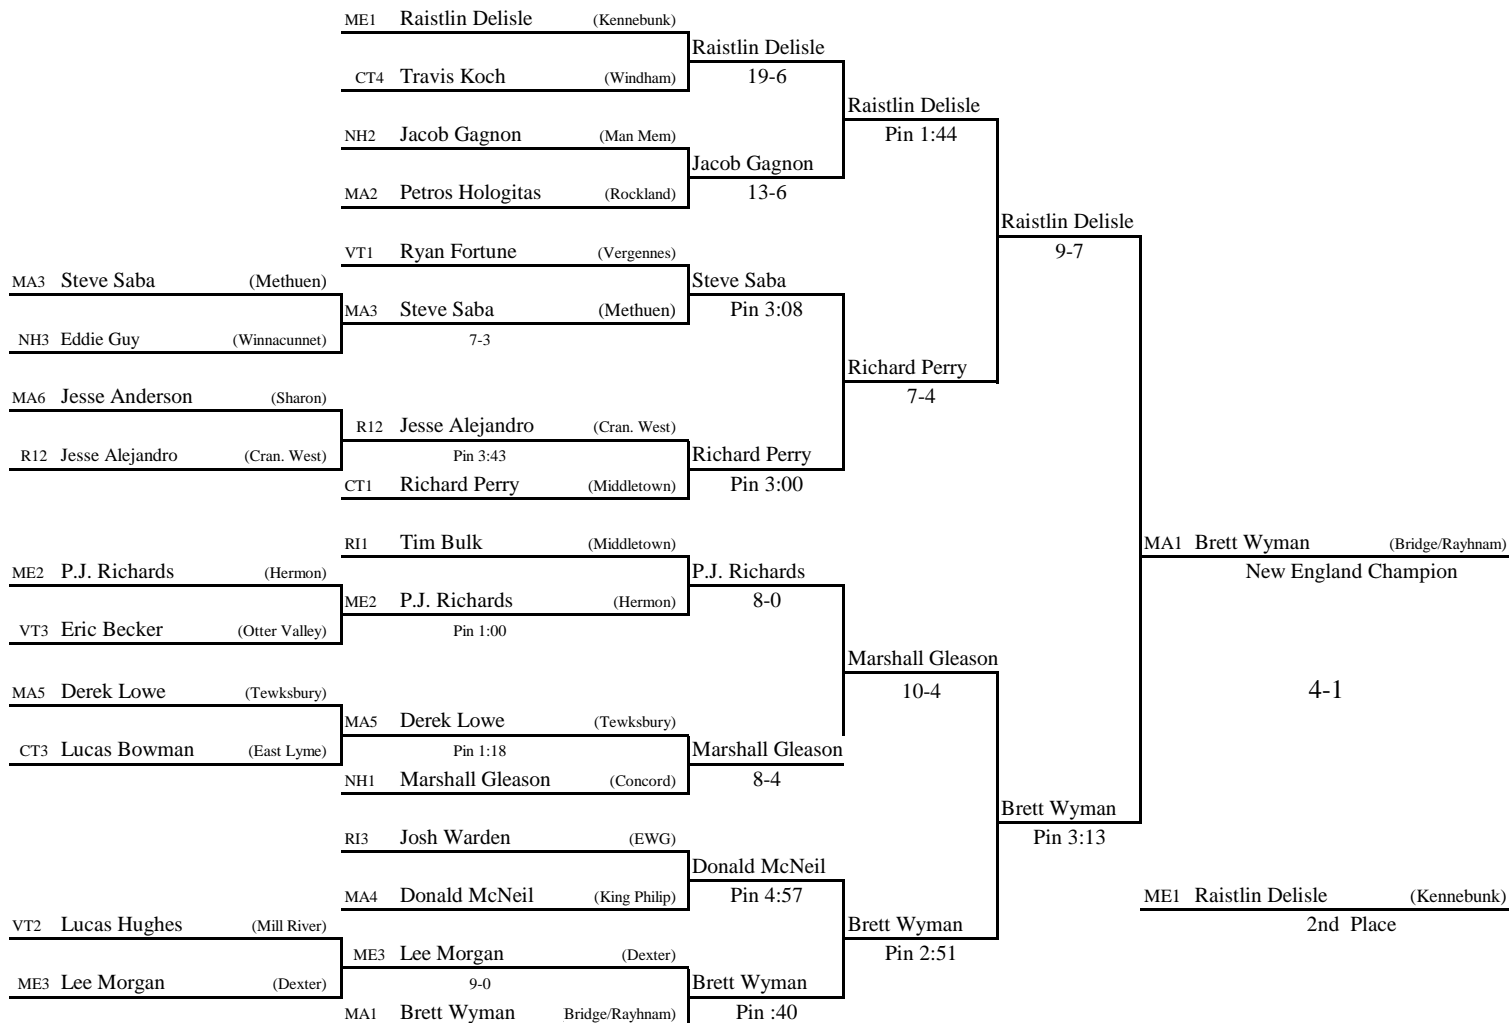 ME1 Raistlin Delisle (Kennebunk)
Raistlin Delisle
CT4 Travis Koch (Windham) 19-6
Raistlin Delisle
NH2 Jacob Gagnon (Man Mem) Pin 1:44
Jacob Gagnon
MA2 Petros Hologitas (Rockland) 13-6
Raistlin Delisle
VT1 Ryan Fortune (Vergennes) 9-7
MA3 Steve Saba (Methuen) Steve Saba
MA3 Steve Saba (Methuen) Pin 3:08
NH3 Eddie Guy (Winnacunnet) 7-3
Richard Perry
MA6 Jesse Anderson (Sharon) 7-4
R12 Jesse Alejandro (Cran. West)
R12 Jesse Alejandro (Cran. West) Pin 3:43 Richard Perry
CT1 Richard Perry (Middletown) Pin 3:00
RI1 Tim Bulk (Middletown) MA1 Brett Wyman (Bridge/Rayhnam)
ME2 P.J. Richards (Hermon) P.J. Richards New England Champion
ME2 P.J. Richards (Hermon) 8-0
VT3 Eric Becker (Otter Valley) Pin 1:00
Marshall Gleason
MA5 Derek Lowe (Tewksbury) 10-4 4-1
MA5 Derek Lowe (Tewksbury)
CT3 Lucas Bowman (East Lyme) Pin 1:18 Marshall Gleason
NH1 Marshall Gleason (Concord) 8-4
Brett Wyman
RI3 Josh Warden (EWG) Pin 3:13
Donald McNeil
MA4 Donald McNeil (King Philip) Pin 4:57 ME1 Raistlin Delisle (Kennebunk)
VT2 Lucas Hughes (Mill River) Brett Wyman 2nd Place
ME3 Lee Morgan (Dexter) Pin 2:51
ME3 Lee Morgan (Dexter) 9-0 Brett Wyman
MA1 Brett Wyman Bridge/Rayhnam) Pin :40